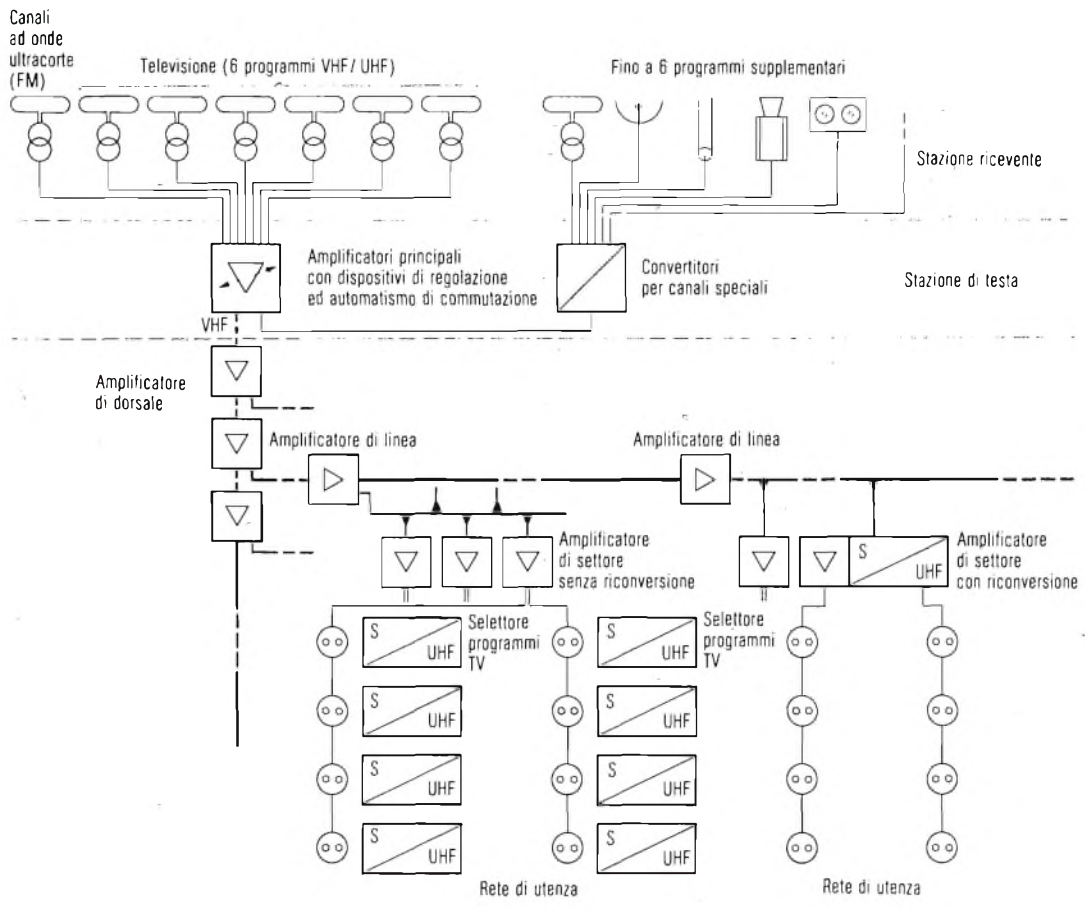 Canali
ad onde
ultracorte
(FM)
Televisione (6 programmi VHF/UHF)
Fino a 6 programmi supplementari
Stazione ricevente
Amplificatori principali
con dispositivi di regolazione
ed automatismo di commutazione
Convertitori
per canali speciali
Stazione di testa
VHF
Amplificatore
di dorsale
Amplificatore di linea
Amplificatore di linea
Amplificatore
di settore
senza riconversione
S
UHF
Amplificatore
di settore
con riconversione
S
UHF
Selettore
programmi
TV
S
UHF
Selettore
programmi
TV
S
UHF
S
UHF
S
UHF
S
UHF
S
UHF
S
UHF
Rete di utenza
Rete di utenza